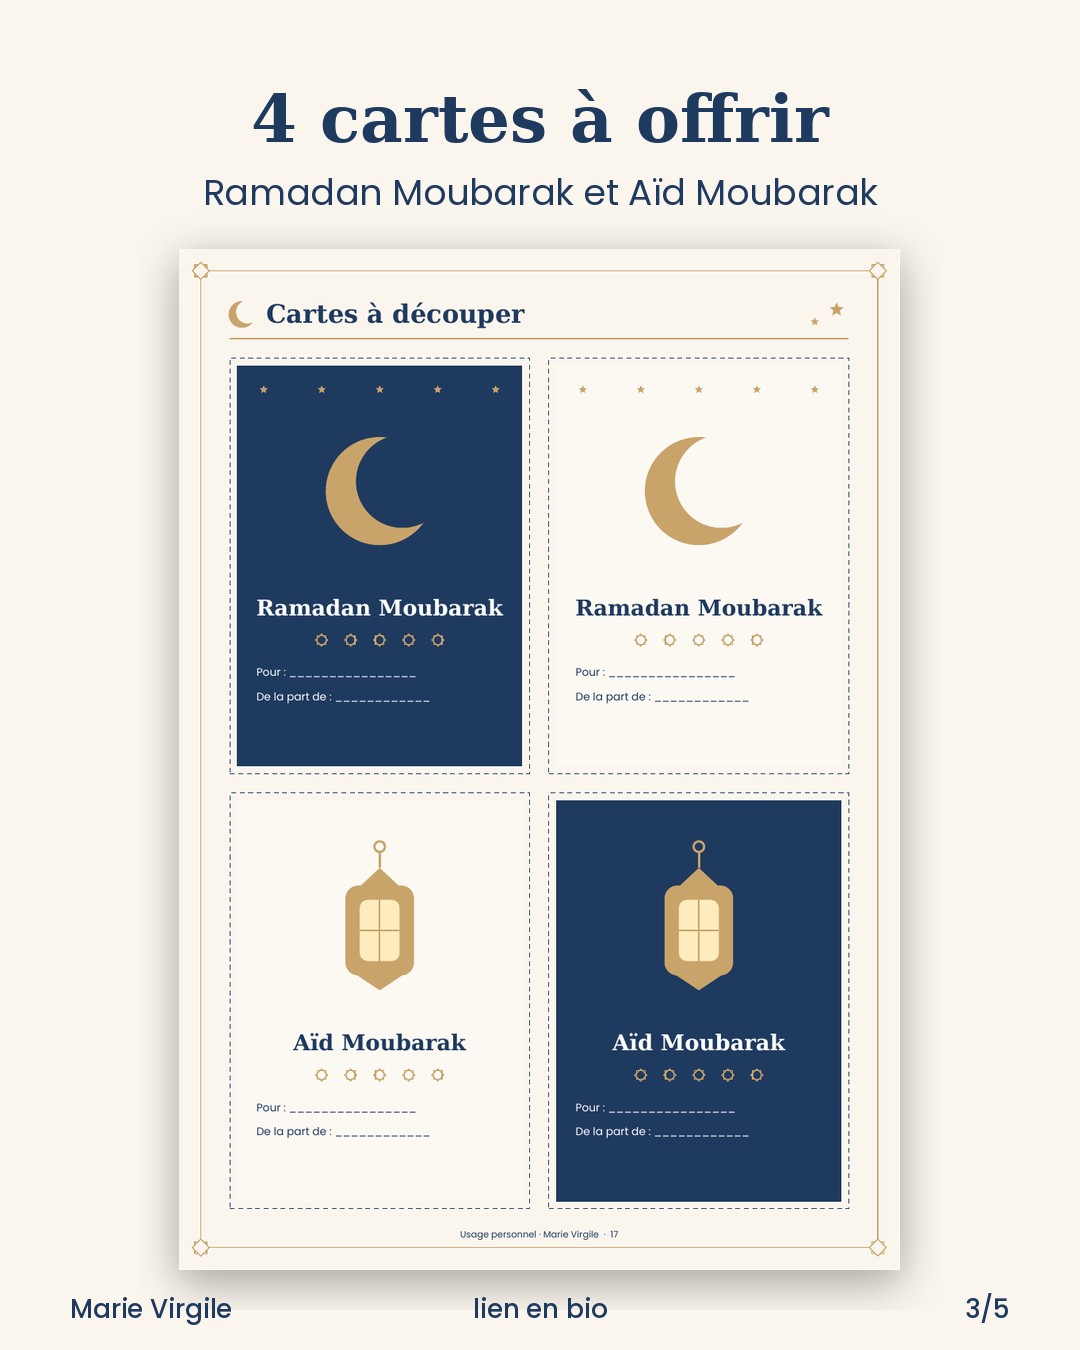 4 cartes à offrir
Ramadan Moubarak et Aïd Moubarak
Cartes à découper
Ramadan Moubarak
Pour : _ _ _ _ _ _ _ _ _ _ _ _ _ _ _ _
De la part de : _ _ _ _ _ _ _ _ _ _ _ _
Ramadan Moubarak
Pour : _ _ _ _ _ _ _ _ _ _ _ _ _ _ _ _
De la part de : _ _ _ _ _ _ _ _ _ _ _ _
Aïd Moubarak
Pour : _ _ _ _ _ _ _ _ _ _ _ _ _ _ _ _
De la part de : _ _ _ _ _ _ _ _ _ _ _ _
Aïd Moubarak
Pour : _ _ _ _ _ _ _ _ _ _ _ _ _ _ _ _
De la part de : _ _ _ _ _ _ _ _ _ _ _ _
Usage personnel · Marie Virgile · 17
Marie Virgile
lien en bio
3/5